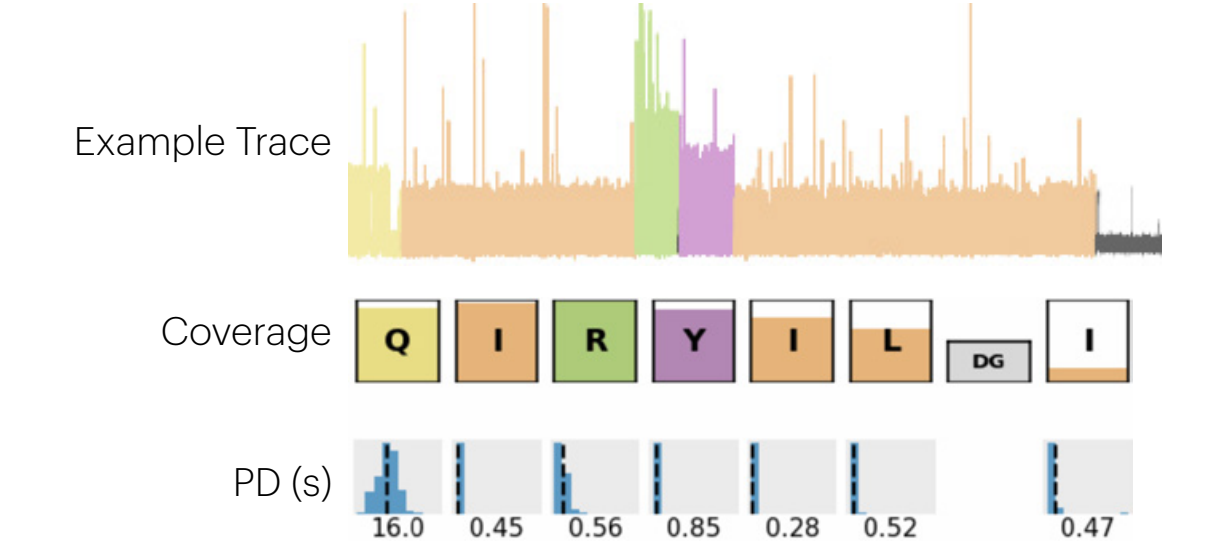 Example Trace
Coverage
Q I R Y I L DG I
PD (s)
16.0 0.45 0.56 0.85 0.28 0.52 0.47